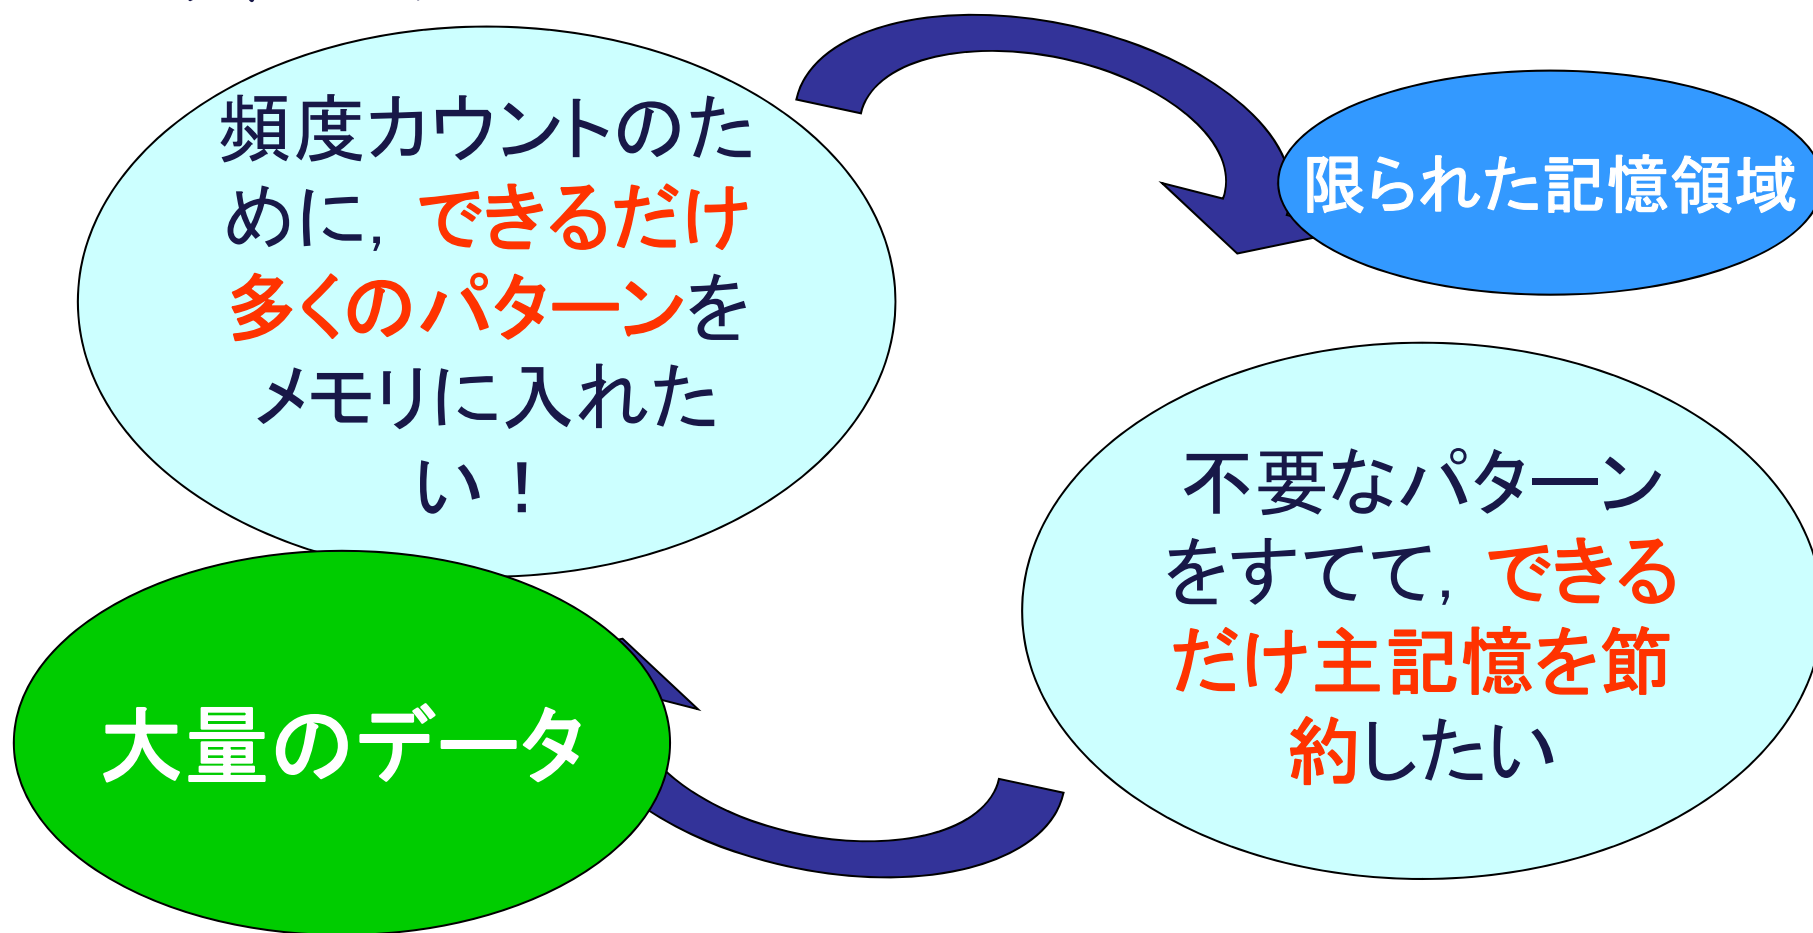 頻度カウントのた
めに，できるだけ
多くのパターンを
メモリに入れた
い！
限られた記憶領域
不要なパターン
をすてて，できる
だけ主記憶を節
約したい
大量のデータ